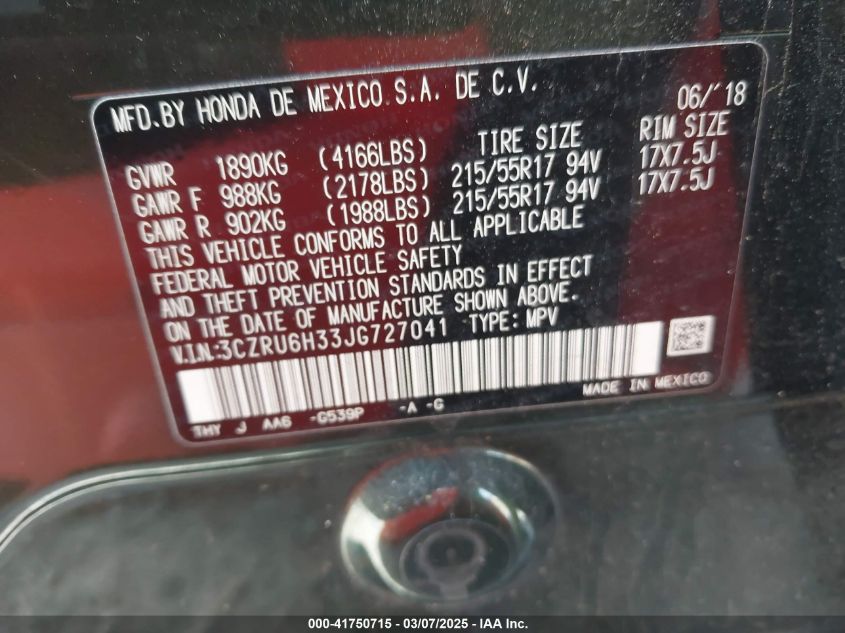 MFD.BY HONDA DE MEXICO S.A. DE C.V. 06/'18
TIRE SIZE RIM SIZE
GVWR 1890KG (4166LBS)
GAWR F 988KG (2178LBS) 215/55R17 94V 17X7.5J
GAWR R 902KG (1988LBS) 215/55R17 94V 17X7.5J
THIS VEHICLE CONFORMS TO ALL APPLICABLE
FEDERAL MOTOR VEHICLE SAFETY
AND THEFT PREVENTION STANDARDS IN EFFECT
ON THE DATE OF MANUFACTURE SHOWN ABOVE.
V.I.N:3CZRU6H33JG727041 TYPE: MPV
MADE IN MEXICO
THY J AA6 -G539P -A -G
000-41750715 - 03/07/2025 - IAA Inc.